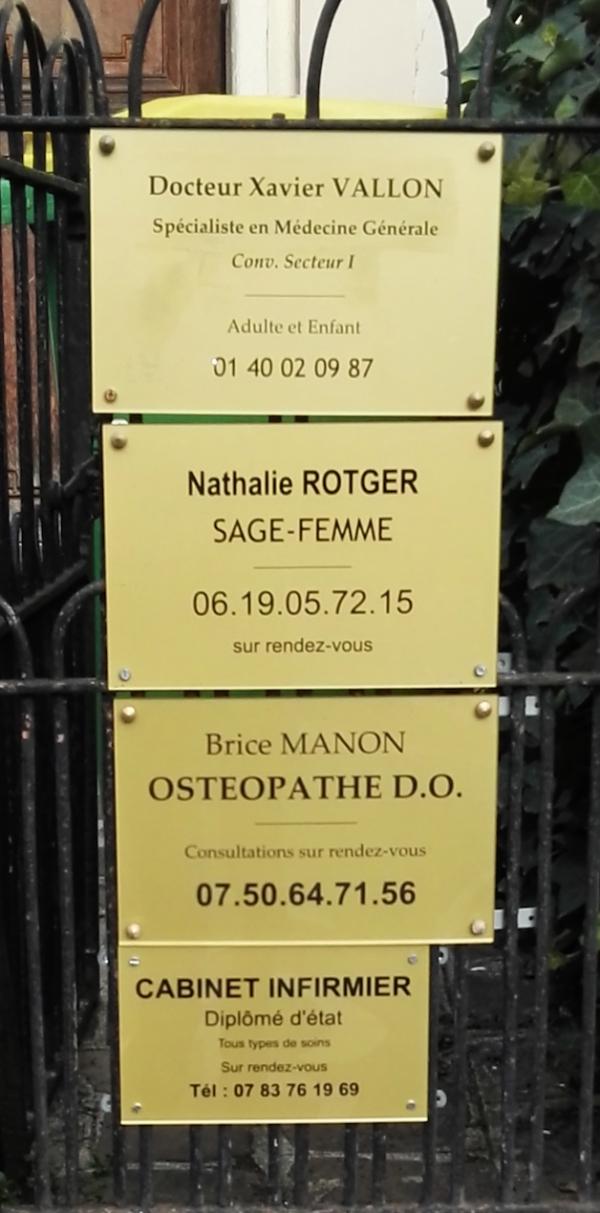 Docteur Xavier VALLON
Spécialiste en Médecine Générale
Conv. Secteur I
Adulte et Enfant
01 40 02 09 87
Nathalie ROTGER
SAGE-FEMME
06.19.05.72.15
sur rendez-vous
Brice MANON
OSTEOPATHE D.O.
Consultations sur rendez-vous
07.50.64.71.56
CABINET INFIRMIER
Diplômé d'état
Tous types de soins
Sur rendez-vous
Tél : 07 83 76 19 69